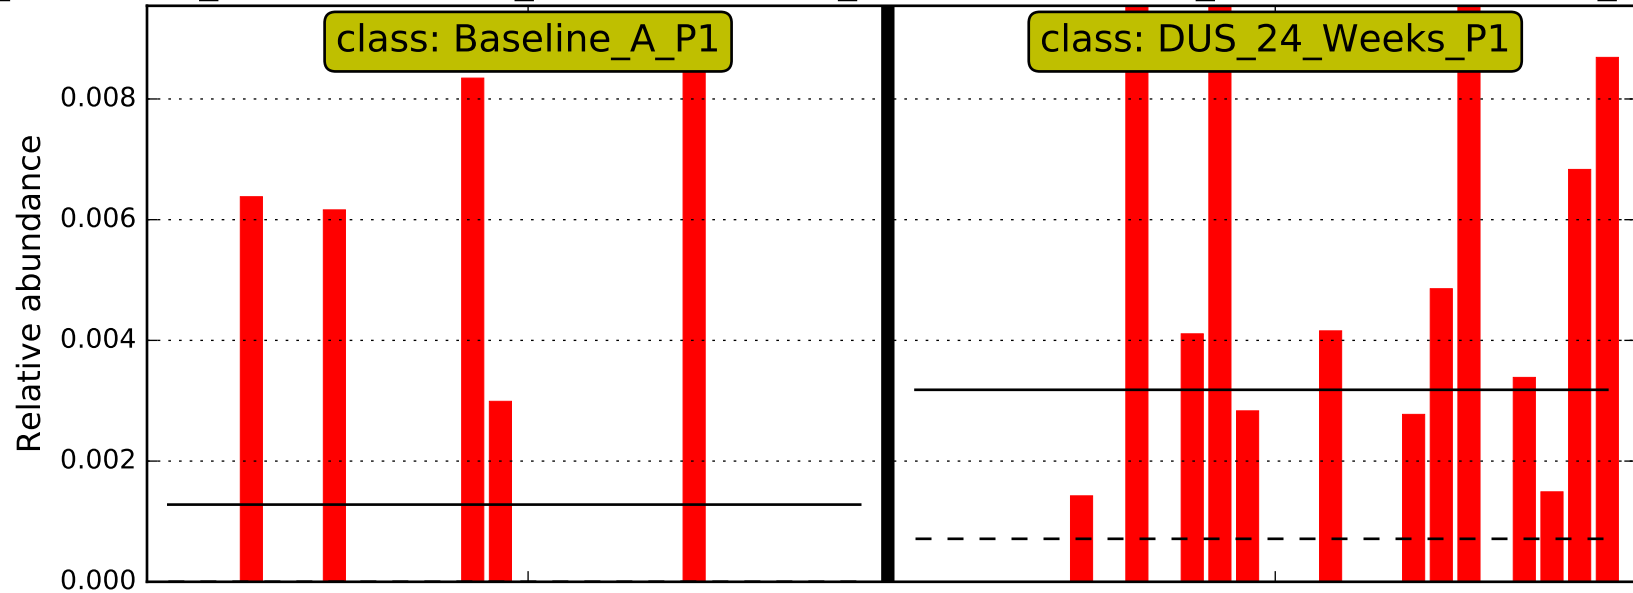 class: Baseline_A_P1
class: DUS_24_Weeks_P1
Relative abundance
0.008
0.006
0.004
0.002
0.000